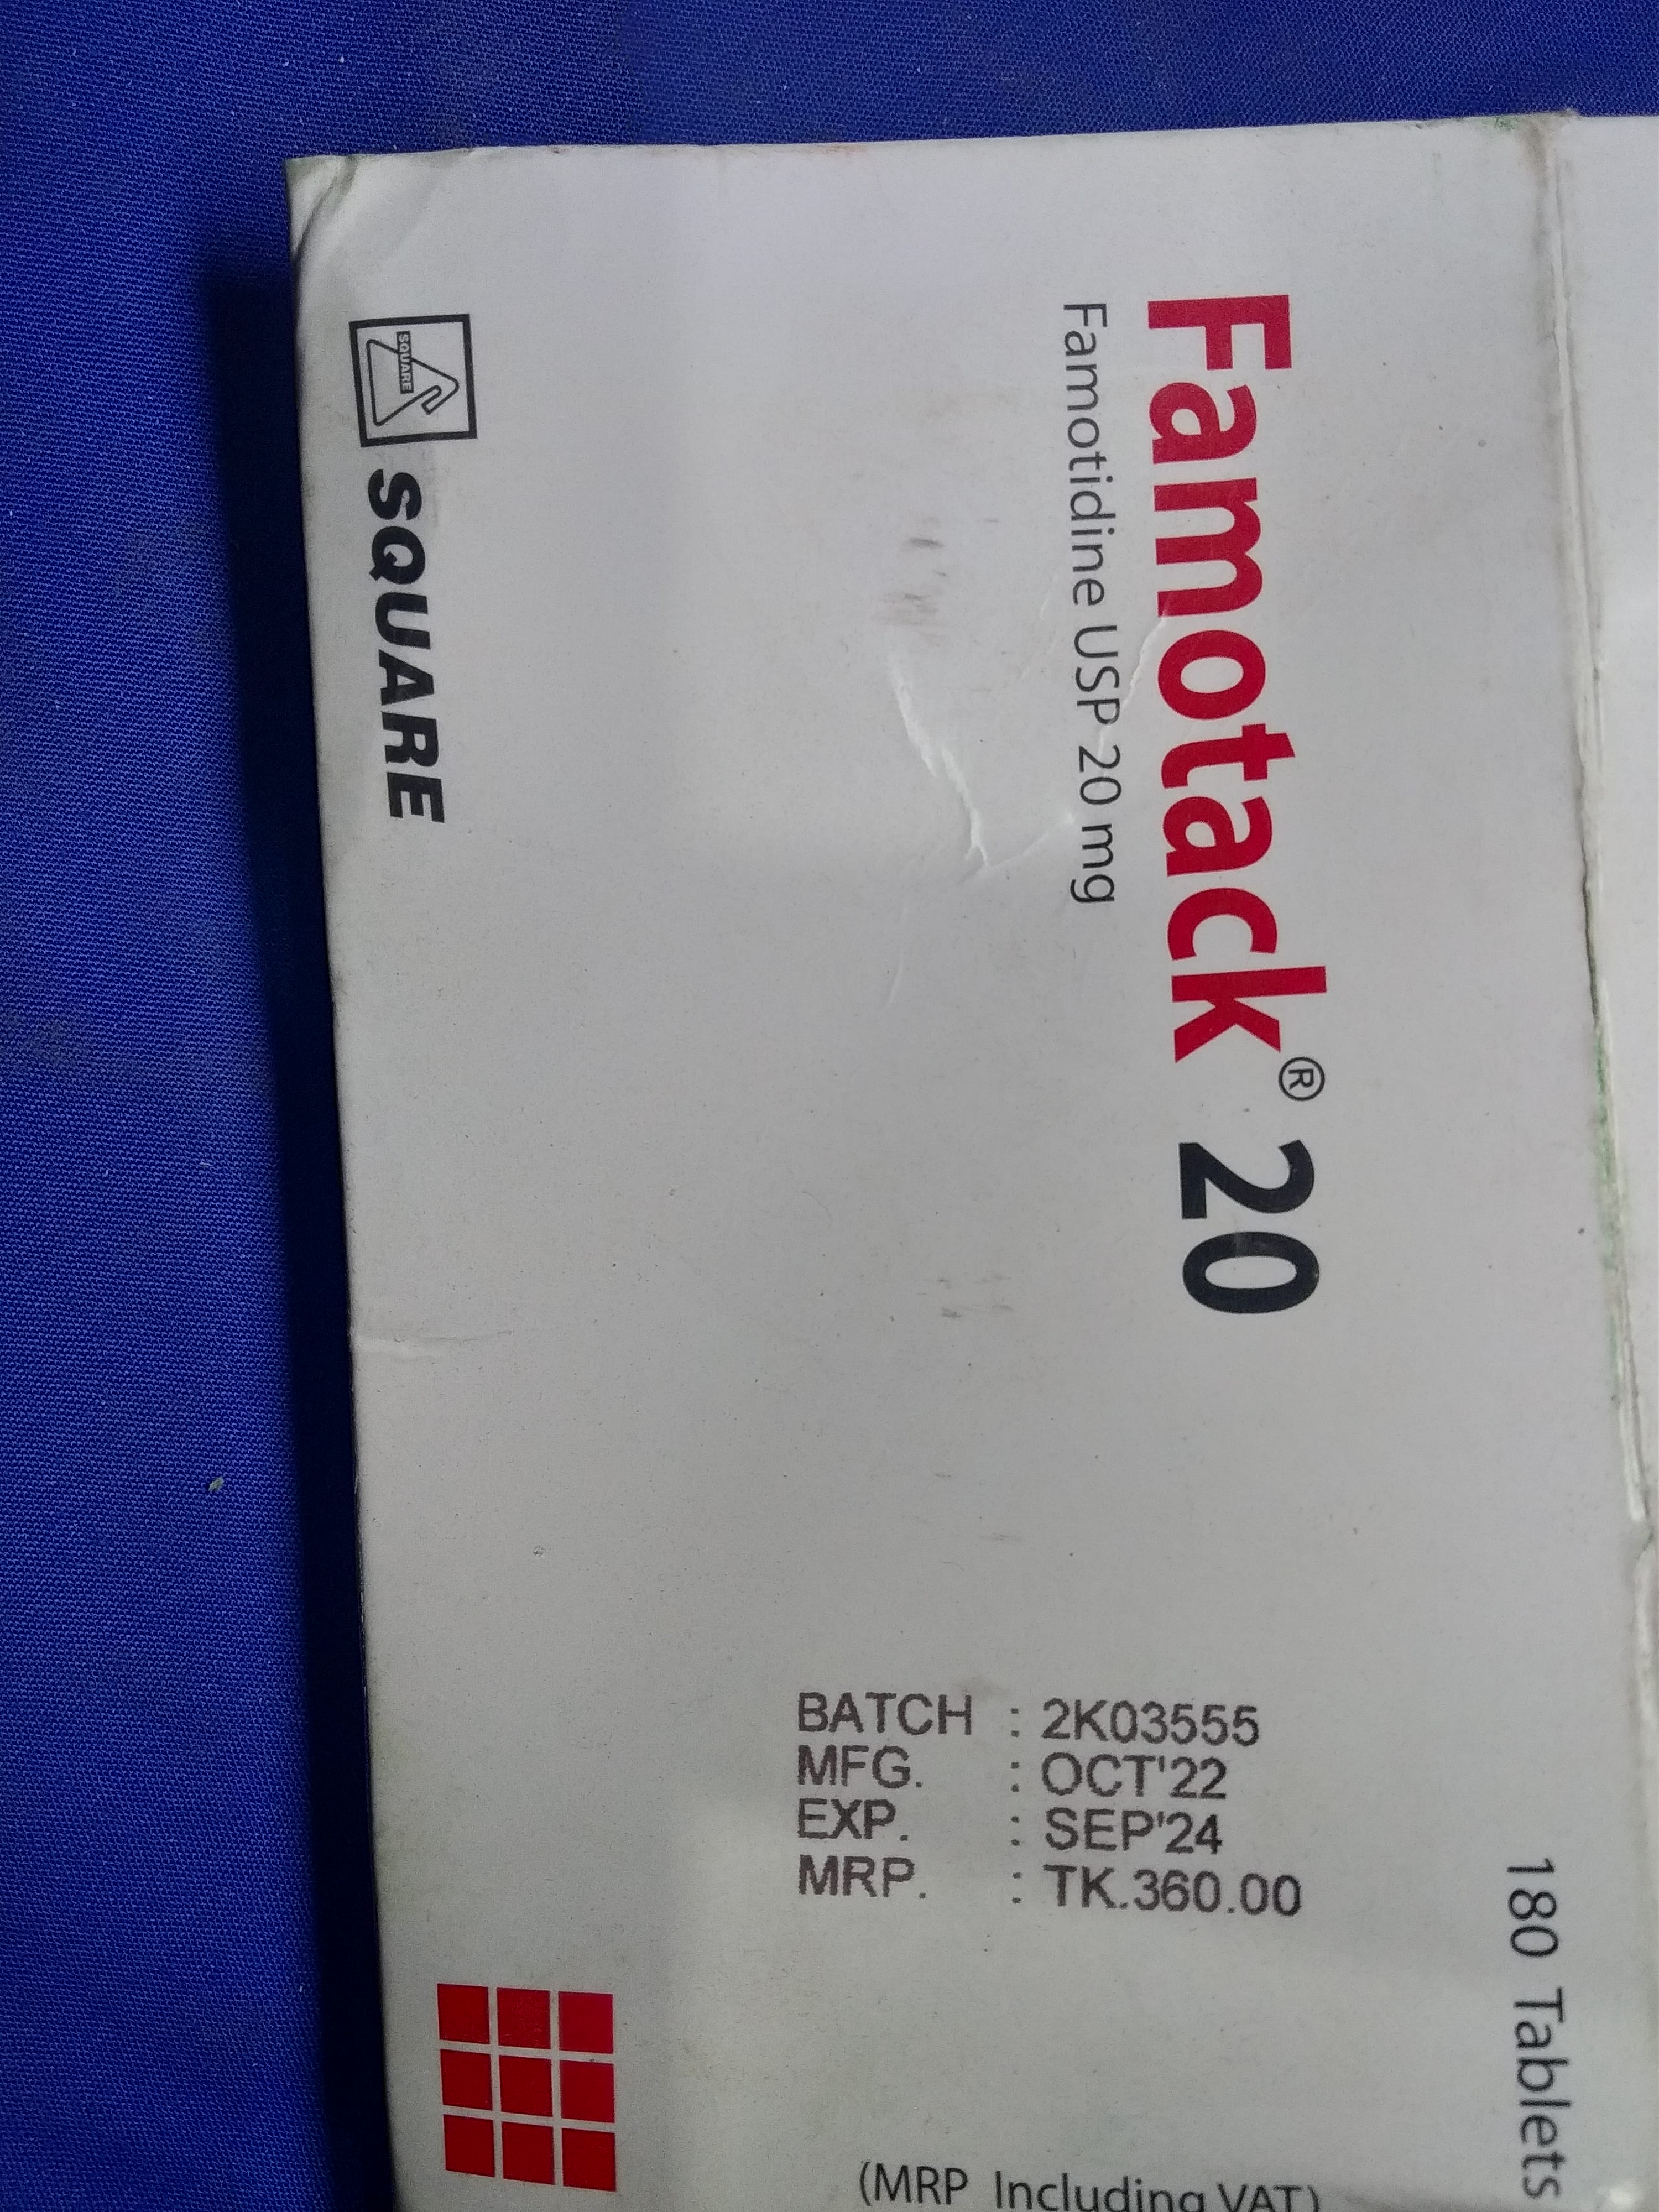 180 Tablets
Famotack® 20
Famotidine USP 20 mg
BATCH : 2K03555
MFG. : OCT'22
EXP. : SEP'24
MRP. : TK.360.00
(MRP Including VAT)
SQUARE
SQUARE